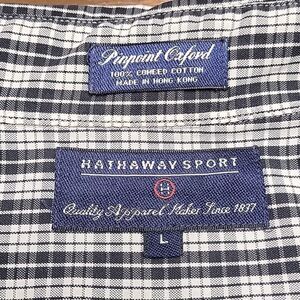 Pinpoint Oxford
100% COMBED COTTON
MADE IN HONG KONG
HATHAWAY SPORT
H
Quality Apparel Maker Since 1837
L